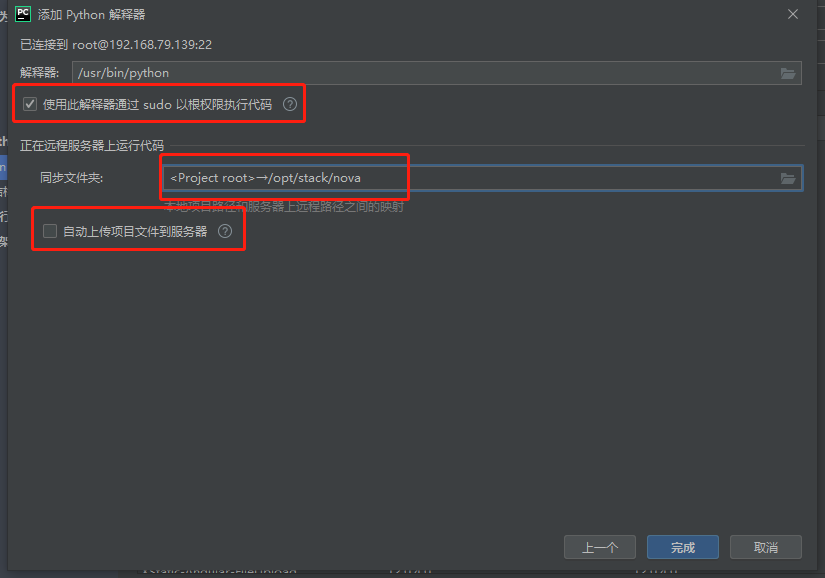 PC 添加 Python 解释器
已连接到 root@192.168.79.139:22
解释器: /usr/bin/python
使用此解释器通过 sudo 以根权限执行代码 ?
正在远程服务器上运行代码
同步文件夹: <Project root>→/opt/stack/nova
本地项目路径和服务器上远程路径之间的映射
自动上传项目文件到服务器 ?
上一个 完成 取消